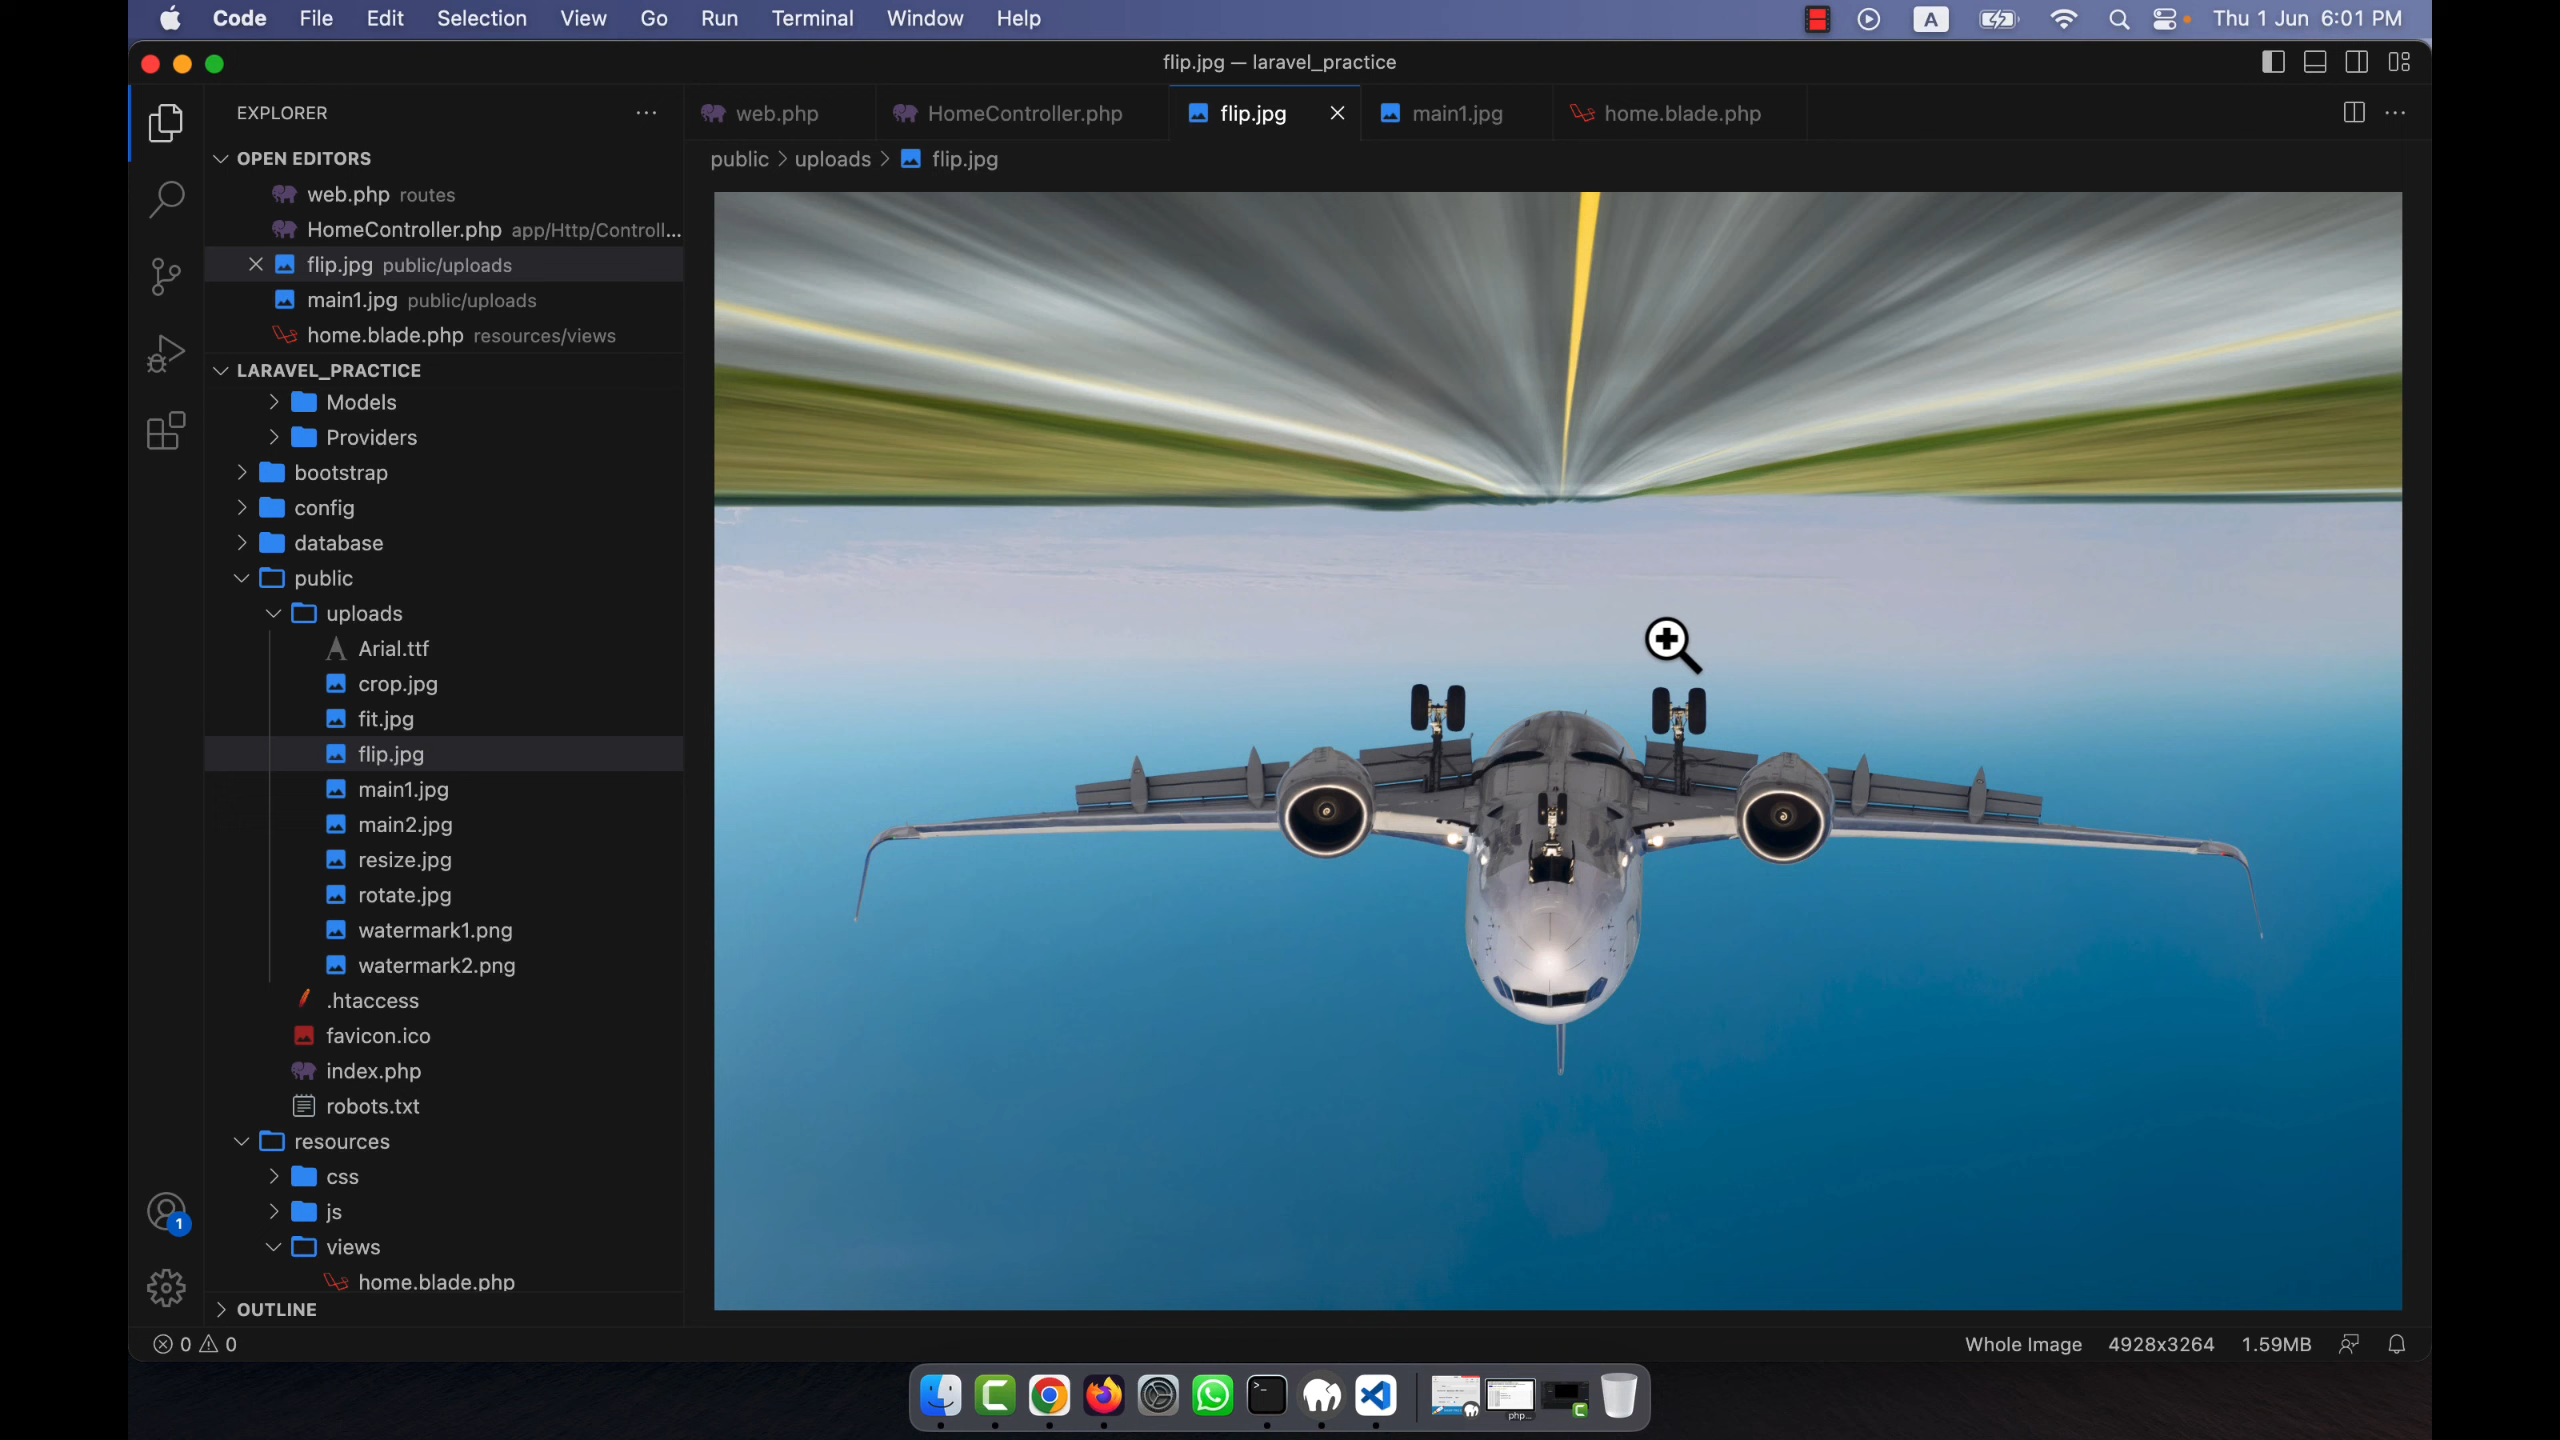 Code File Edit Selection View Go Run Terminal Window Help A Thu 1 Jun 6:01 PM
flip.jpg — laravel_practice
EXPLORER
OPEN EDITORS
web.php routes
HomeController.php app/Http/Controll...
flip.jpg public/uploads
main1.jpg public/uploads
home.blade.php resources/views
LARAVEL_PRACTICE
Models
Providers
bootstrap
config
database
public
uploads
Arial.ttf
crop.jpg
fit.jpg
flip.jpg
main1.jpg
main2.jpg
resize.jpg
rotate.jpg
watermark1.png
watermark2.png
.htaccess
favicon.ico
index.php
robots.txt
resources
css
js
views
home.blade.php
OUTLINE
web.php HomeController.php flip.jpg main1.jpg home.blade.php
public > uploads > flip.jpg
1
0 0
Whole Image 4928x3264 1.59MB
php...